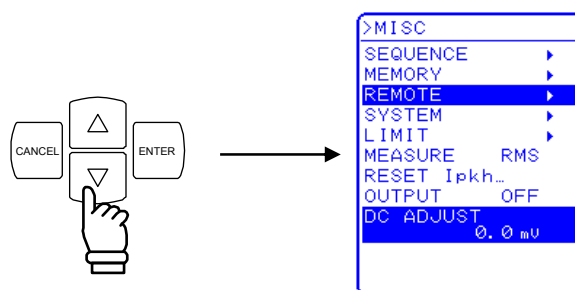 CANCEL
ENTER
>MISC
SEQUENCE
MEMORY
REMOTE
SYSTEM
LIMIT
MEASURE RMS
RESET Ipkh…
OUTPUT OFF
DC ADJUST
0.0 mV